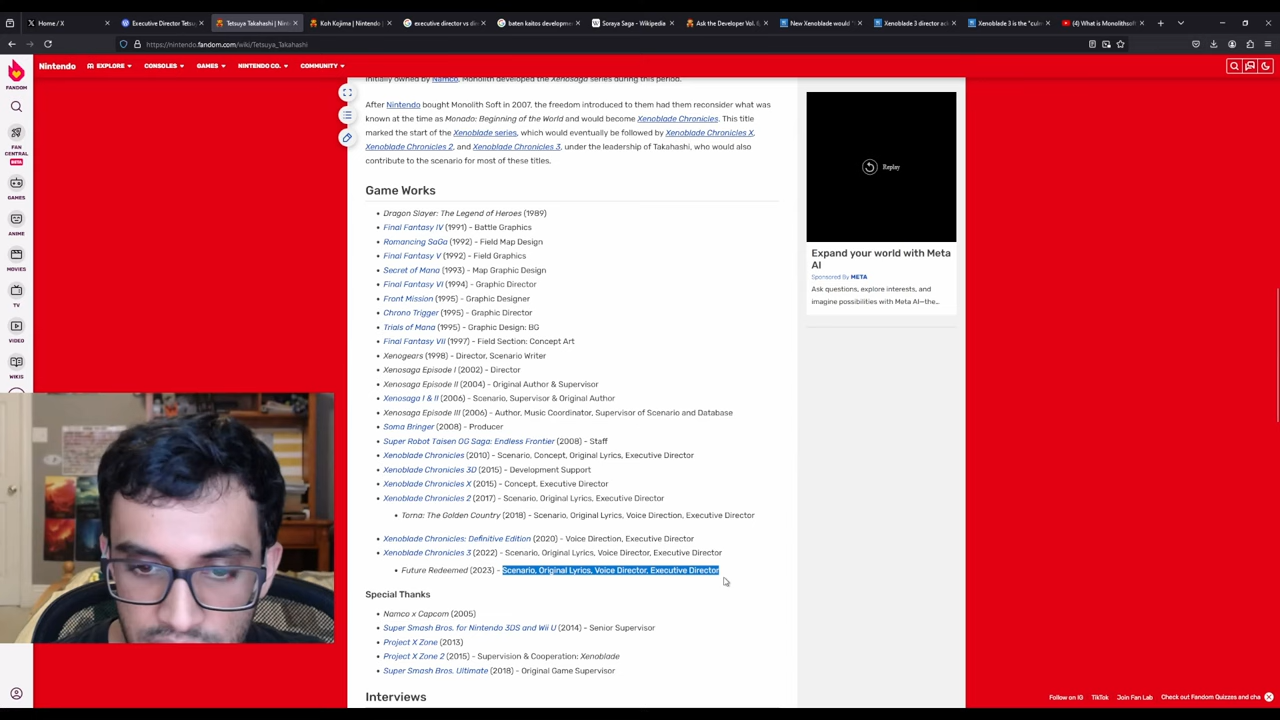 Home / X
Executive Director Tetsu
Tetsuya Takahashi | Nint
Koh Kojima | Nintendo |
executive director vs di
baten kaitos developme
Soraya Saga - Wikipedia
Ask the Developer Vol. 1
New Xenoblade would
Xenoblade 3 director ask
Xenoblade 3 is the "culm
(4) What is Monolithsoft
https://nintendo.fandom.com/wiki/Tetsuya_Takahashi
Nintendo
EXPLORE
CONSOLES
GAMES
NINTENDO CO.
COMMUNITY
FANDOM
FAN CENTRAL
BETA
GAMES
ANIME
MOVIES
TV
VIDEO
WIKIS
initially owned by Namco. Monolith developed the Xenosaga series during this period.
After Nintendo bought Monolith Soft in 2007, the freedom introduced to them had them reconsider what was
known at the time as Monado: Beginning of the World and would become Xenoblade Chronicles. This title
marked the start of the Xenoblade series, which would eventually be followed by Xenoblade Chronicles X,
Xenoblade Chronicles 2, and Xenoblade Chronicles 3, under the leadership of Takahashi, who would also
contribute to the scenario for most of these titles.
Game Works
• Dragon Slayer: The Legend of Heroes (1989)
• Final Fantasy IV (1991) - Battle Graphics
• Romancing SaGa (1992) - Field Map Design
• Final Fantasy V (1992) - Field Graphics
• Secret of Mana (1993) - Map Graphic Design
• Final Fantasy VI (1994) - Graphic Director
• Front Mission (1995) - Graphic Designer
• Chrono Trigger (1995) - Graphic Director
• Trials of Mana (1995) - Graphic Design: BG
• Final Fantasy VII (1997) - Field Section: Concept Art
• Xenogears (1998) - Director, Scenario Writer
• Xenosaga Episode I (2002) - Director
• Xenosaga Episode II (2004) - Original Author & Supervisor
• Xenosaga I & II (2006) - Scenario, Supervisor & Original Author
• Xenosaga Episode III (2006) - Author, Music Coordinator, Supervisor of Scenario and Database
• Soma Bringer (2008) - Producer
• Super Robot Taisen OG Saga: Endless Frontier (2008) - Staff
• Xenoblade Chronicles (2010) - Scenario, Concept, Original Lyrics, Executive Director
• Xenoblade Chronicles 3D (2015) - Development Support
• Xenoblade Chronicles X (2015) - Concept, Executive Director
• Xenoblade Chronicles 2 (2017) - Scenario, Original Lyrics, Executive Director
• Torna: The Golden Country (2018) - Scenario, Original Lyrics, Voice Direction, Executive Director
• Xenoblade Chronicles: Definitive Edition (2020) - Voice Direction, Executive Director
• Xenoblade Chronicles 3 (2022) - Scenario, Original Lyrics, Voice Director, Executive Director
• Future Redeemed (2023) - Scenario, Original Lyrics, Voice Director, Executive Director
Special Thanks
• Namco x Capcom (2005)
• Super Smash Bros. for Nintendo 3DS and Wii U (2014) - Senior Supervisor
• Project X Zone (2013)
• Project X Zone 2 (2015) - Supervision & Cooperation: Xenoblade
• Super Smash Bros. Ultimate (2018) - Original Game Supervisor
Interviews
Replay
Expand your world with Meta
AI
Sponsored By META
Ask questions, explore interests, and
imagine possibilities with Meta AI—the...
Follow on IG
TikTok
Join Fan Lab
Check out Fandom Quizzes and cha